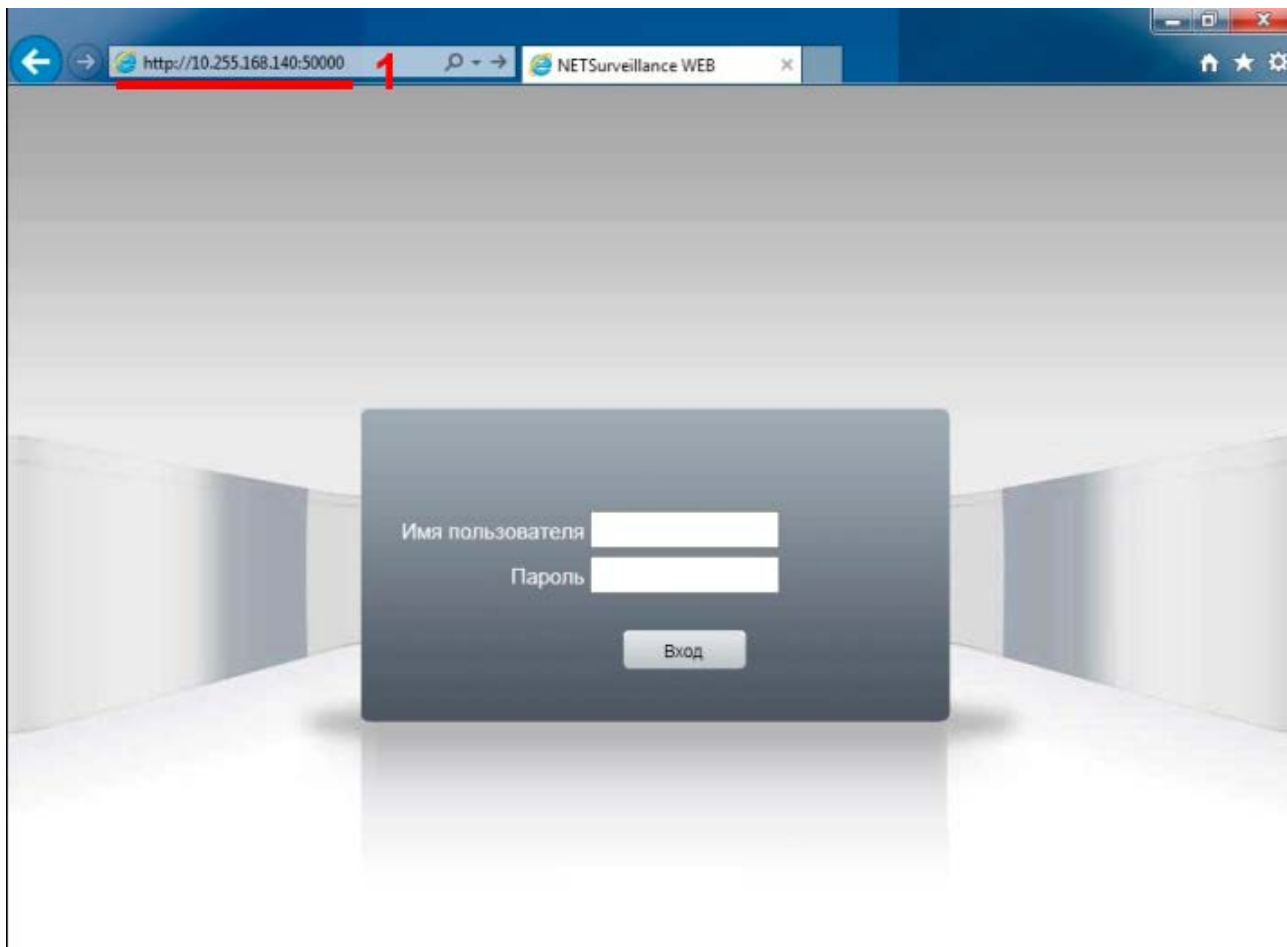 http://10.255.168.140:50000
1
NETSurveillance WEB
Имя пользователя
Пароль
Вход